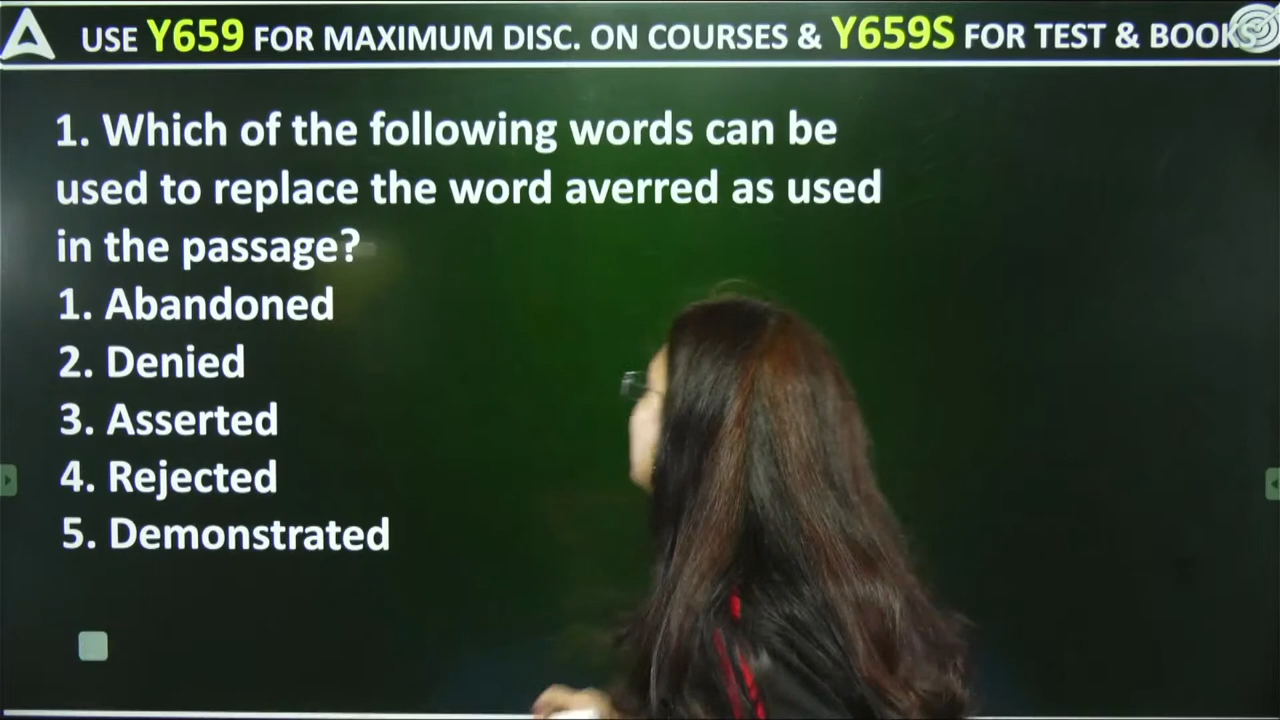 USE Y659 FOR MAXIMUM DISC. ON COURSES & Y659S FOR TEST & BOOKS
1. Which of the following words can be
used to replace the word averred as used
in the passage?
1. Abandoned
2. Denied
3. Asserted
4. Rejected
5. Demonstrated